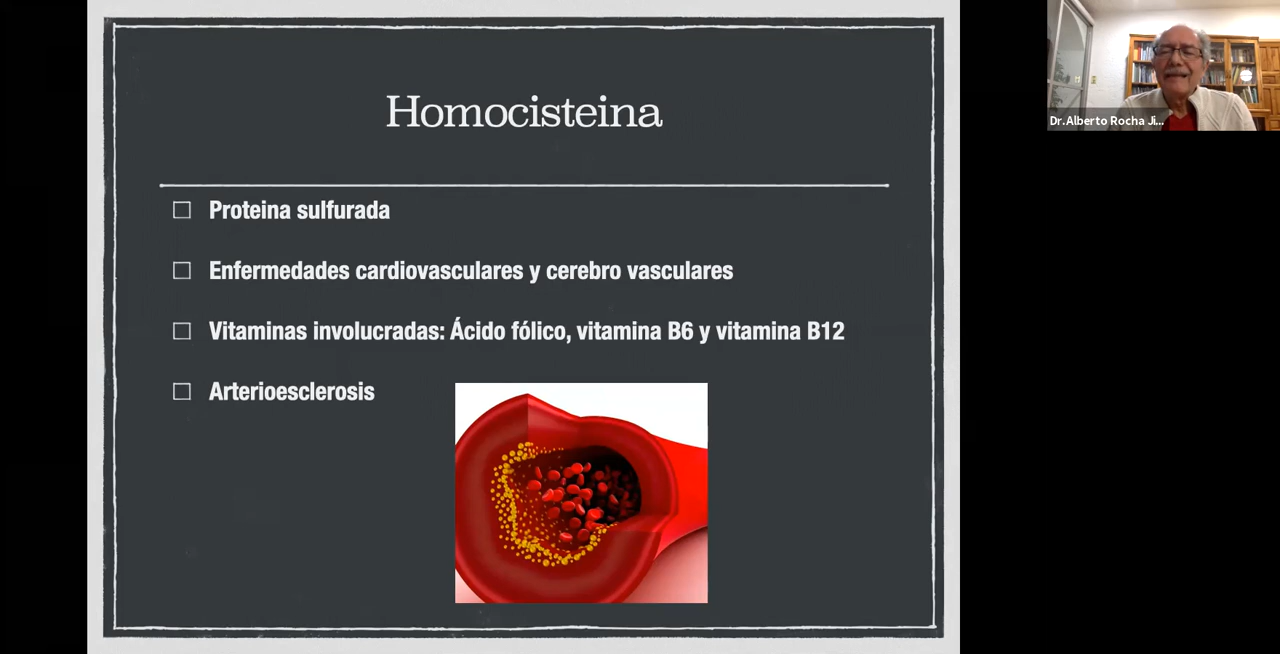 Homocisteina
Proteina sulfurada
Enfermedades cardiovasculares y cerebro vasculares
Vitaminas involucradas: Ácido fólico, vitamina B6 y vitamina B12
Arterioesclerosis
Dr.Alberto Rocha Ji...